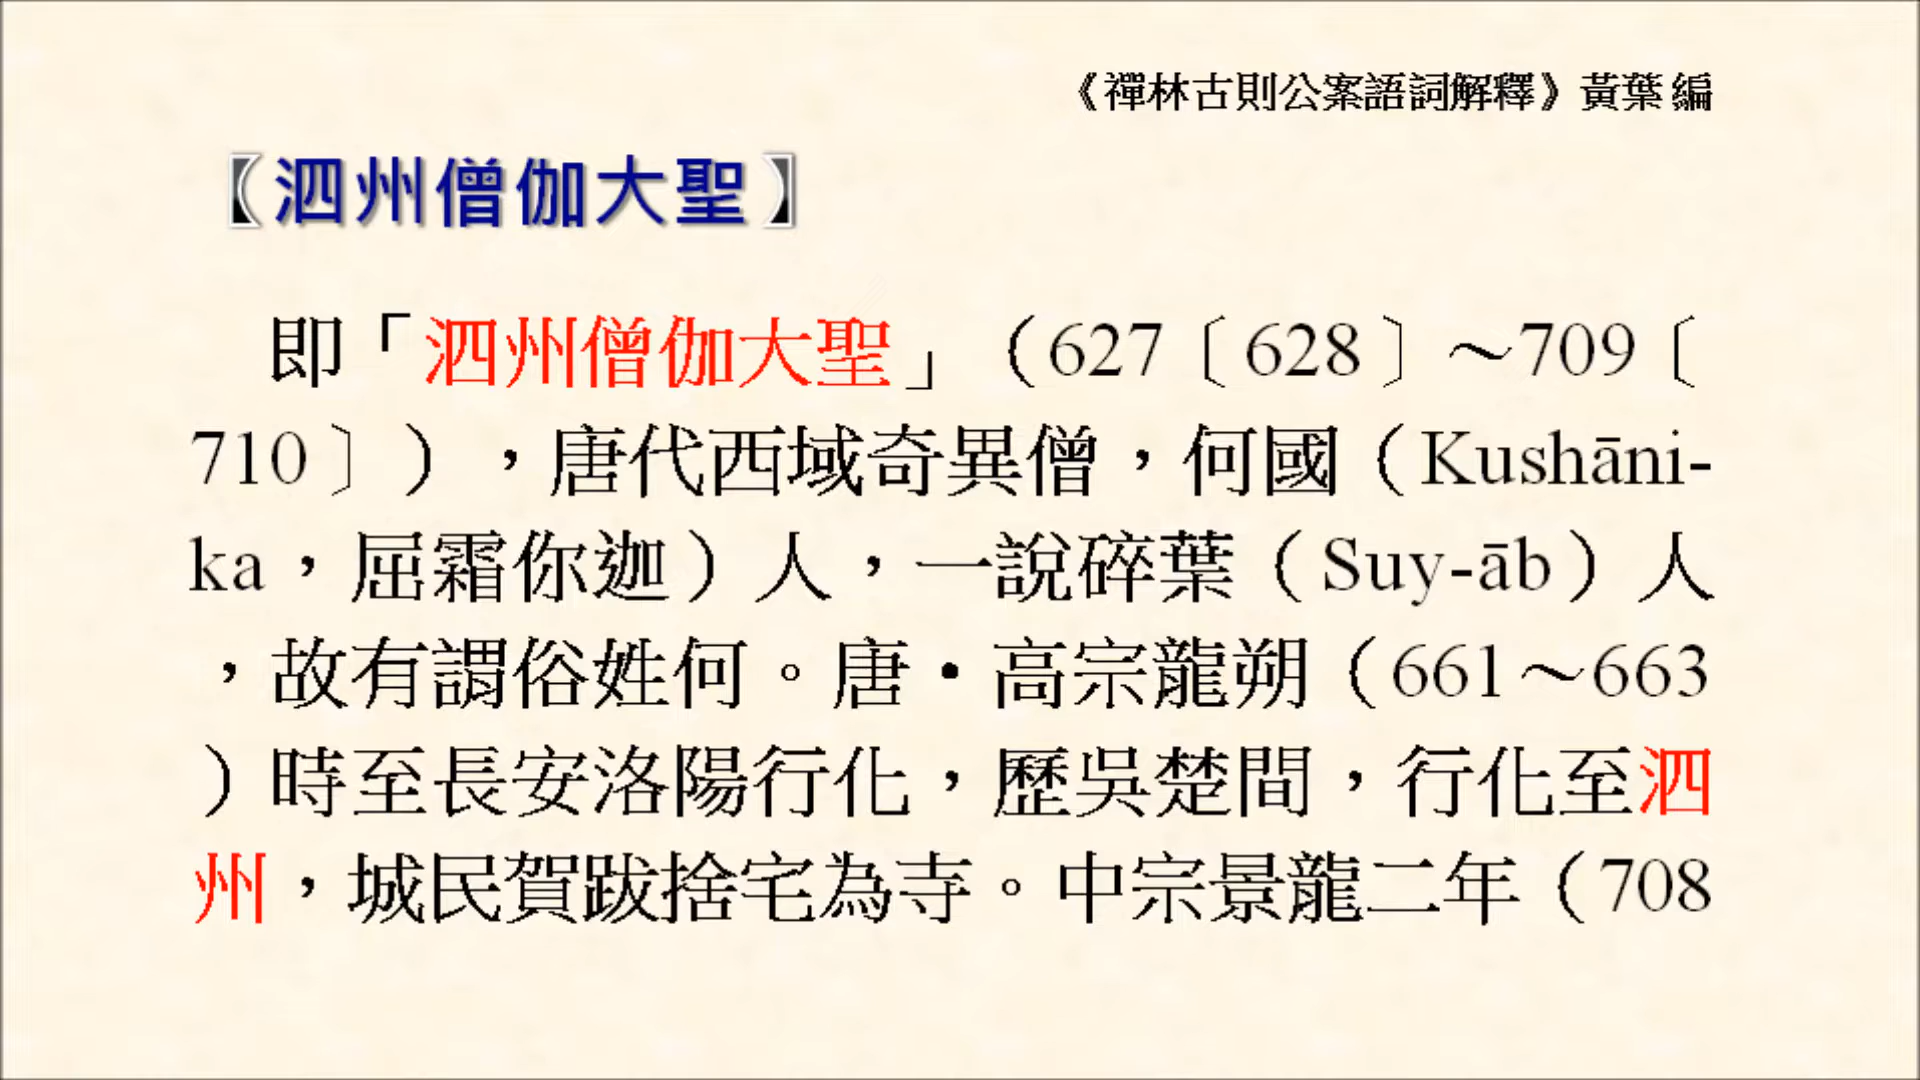 《禪林古則公案語詞解釋》黃葉 編
【泗州僧伽大聖】
即「泗州僧伽大聖」（627〔628〕～709〔
710〕），唐代西域奇異僧，何國（Kushāni-
ka，屈霜你迦）人，一說碎葉（Suy-āb）人
，故有謂俗姓何。唐•高宗龍朔（661～663
）時至長安洛陽行化，歷吳楚間，行化至泗
州，城民賀跋捨宅為寺。中宗景龍二年（708